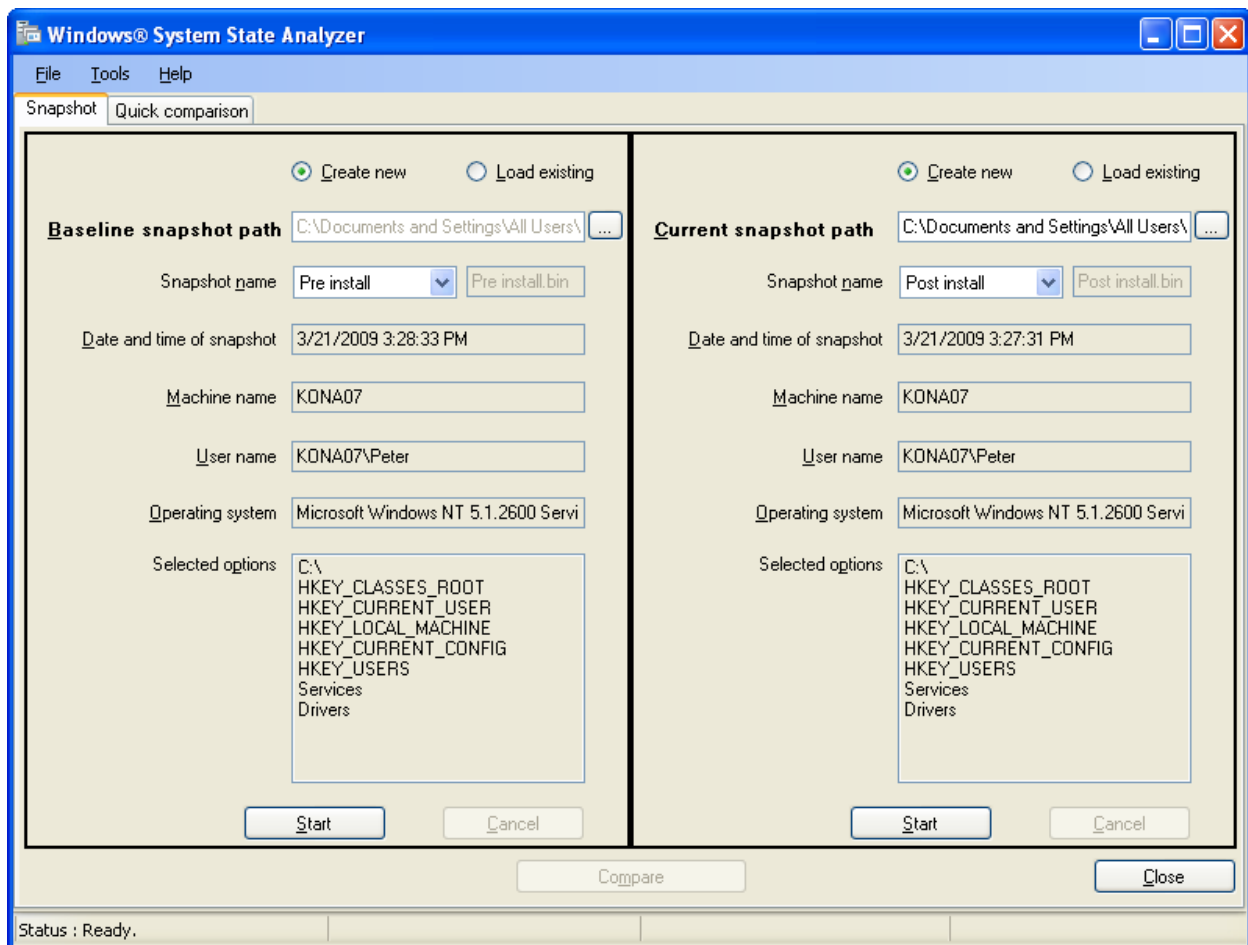 Windows® System State Analyzer
File Tools Help
Snapshot Quick comparison
Create new Load existing
Baseline snapshot path C:\Documents and Settings\All Users\ ...
Snapshot name Pre install Pre install.bin
Date and time of snapshot 3/21/2009 3:28:33 PM
Machine name KONA07
User name KONA07\Peter
Operating system Microsoft Windows NT 5.1.2600 Servi
Selected options C:\
HKEY_CLASSES_ROOT
HKEY_CURRENT_USER
HKEY_LOCAL_MACHINE
HKEY_CURRENT_CONFIG
HKEY_USERS
Services
Drivers
Start Cancel
Create new Load existing
Current snapshot path C:\Documents and Settings\All Users\ ...
Snapshot name Post install Post install.bin
Date and time of snapshot 3/21/2009 3:27:31 PM
Machine name KONA07
User name KONA07\Peter
Operating system Microsoft Windows NT 5.1.2600 Servi
Selected options C:\
HKEY_CLASSES_ROOT
HKEY_CURRENT_USER
HKEY_LOCAL_MACHINE
HKEY_CURRENT_CONFIG
HKEY_USERS
Services
Drivers
Start Cancel
Compare Close
Status : Ready.